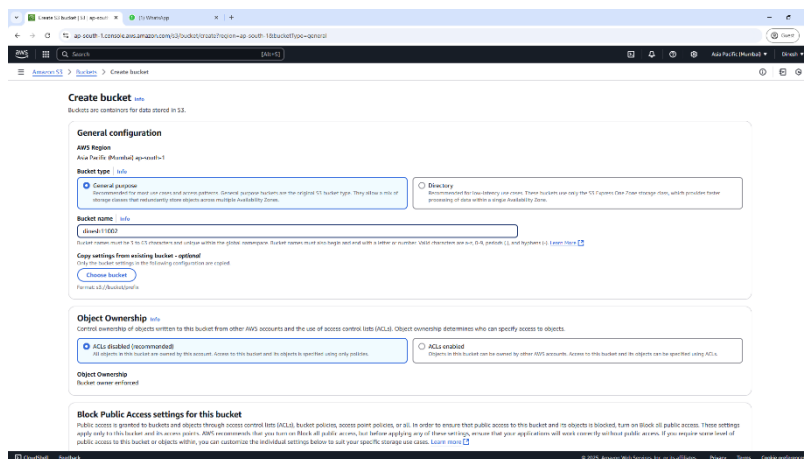 Create S3 bucket | S3 | ap-sout
(1) WhatsApp
ap-south-1.console.aws.amazon.com/s3/bucket/create?region=ap-south-1&bucketType=general
Guest
aws
Search
[Alt+S]
Asia Pacific (Mumbai)
Dinesh
Amazon S3 > Buckets > Create bucket
Create bucket Info
Buckets are containers for data stored in S3.
General configuration
AWS Region
Asia Pacific (Mumbai) ap-south-1
Bucket type | Info
General purpose
Recommended for most use cases and access patterns. General purpose buckets are the original S3 bucket type. They allow a mix of
storage classes that redundantly store objects across multiple Availability Zones.
Directory
Recommended for low-latency use cases. These buckets use only the S3 Express One Zone storage class, which provides faster
processing of data within a single Availability Zone.
Bucket name | Info
dinesh11002
Bucket names must be 3 to 63 characters and unique within the global namespace. Bucket names must also begin and end with a letter or number. Valid characters are a-z, 0-9, periods (.), and hyphens (-). Learn More
Copy settings from existing bucket - optional
Only the bucket settings in the following configuration are copied.
Choose bucket
Format: s3://bucket/prefix
Object Ownership Info
Control ownership of objects written to this bucket from other AWS accounts and the use of access control lists (ACLs). Object ownership determines who can specify access to objects.
ACLs disabled (recommended)
All objects in this bucket are owned by this account. Access to this bucket and its objects is specified using only policies.
ACLs enabled
Objects in this bucket can be owned by other AWS accounts. Access to this bucket and its objects can be specified using ACLs.
Object Ownership
Bucket owner enforced
Block Public Access settings for this bucket
Public access is granted to buckets and objects through access control lists (ACLs), bucket policies, access point policies, or all. In order to ensure that public access to this bucket and its objects is blocked, turn on Block all public access. These settings
apply only to this bucket and its access points. AWS recommends that you turn on Block all public access, but before applying any of these settings, ensure that your applications will work correctly without public access. If you require some level of
public access to this bucket or objects within, you can customize the individual settings below to suit your specific storage use cases. Learn more
CloudShell Feedback
© 2025, Amazon Web Services, Inc. or its affiliates. Privacy Terms Cookie preferences